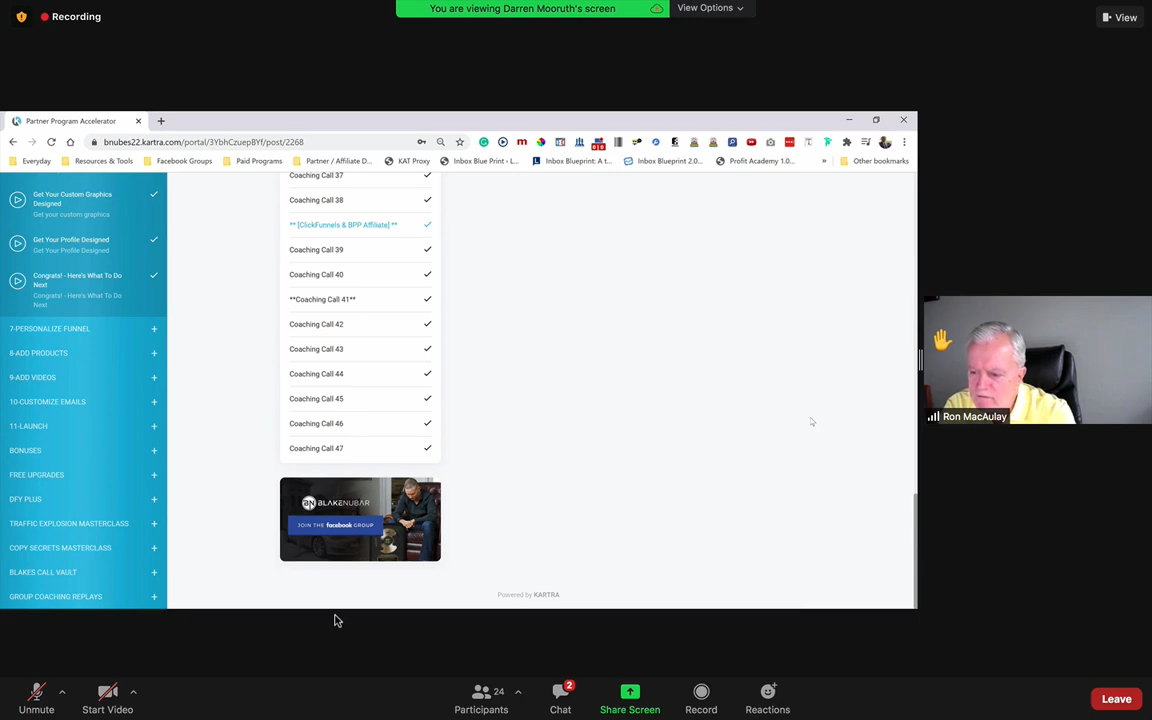 Recording
You are viewing Darren Mooruth's screen
View Options
View
Partner Program Accelerator
bnubes22.kartra.com/portal/3YbhCzuepBYf/post/2268
Everyday
Resources & Tools
Facebook Groups
Paid Programs
Partner / Affiliate D...
KAT Proxy
Inbox Blue Print - L...
Inbox Blueprint: A t...
Inbox Blueprint 2.0...
Profit Academy 1.0...
Other bookmarks
Get Your Custom Graphics
Designed
Get your custom graphics
Get Your Profile Designed
Get Your Profile Designed
Congrats! - Here's What To Do
Next
Congrats! - Here's What To Do
Next
7-PERSONALIZE FUNNEL
8-ADD PRODUCTS
9-ADD VIDEOS
10-CUSTOMIZE EMAILS
11-LAUNCH
BONUSES
FREE UPGRADES
DFY PLUS
TRAFFIC EXPLOSION MASTERCLASS
COPY SECRETS MASTERCLASS
BLAKES CALL VAULT
GROUP COACHING REPLAYS
Coaching Call 37
Coaching Call 38
** [ClickFunnels & BPP Affiliate] **
Coaching Call 39
Coaching Call 40
**Coaching Call 41**
Coaching Call 42
Coaching Call 43
Coaching Call 44
Coaching Call 45
Coaching Call 46
Coaching Call 47
BN BLAKENUBAR
JOIN THE facebook GROUP
Powered by KARTRA
Ron MacAulay
Unmute
Start Video
24
Participants
2
Chat
Share Screen
Record
Reactions
Leave